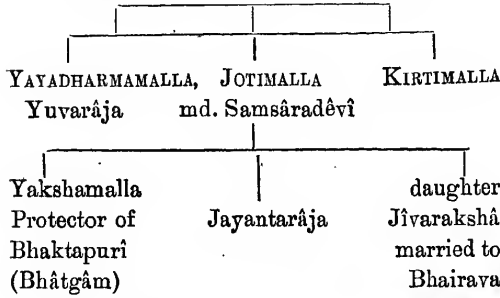 YAYADHARMAMALLA, JOTIMALLA KIRTIMALLA
Yuvarâja md. Samsâradêvî
Yakshamalla daughter
Protector of Jayantarâja Jîvarakshâ
Bhaktapurî married to
(Bhâtgâm) Bhairava